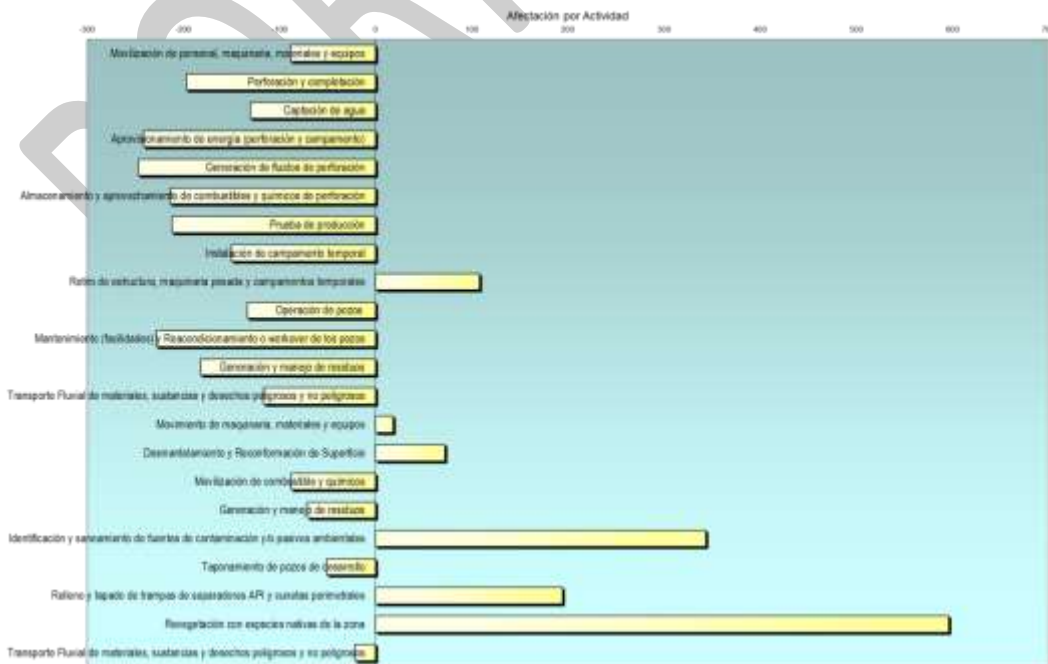 Afectación por Actividad
-300 -200 -100 0 100 200 300 400 500 600 70
Movilización de personal, maquinaria, materiales y equipos
Perforación y completación
Captación de agua
Aprovisionamiento de energía (perforación y campamento)
Generación de fluidos de perforación
Almacenamiento y aprovechamiento de combustibles y químicos de perforación
Prueba de producción
Instalación de campamento temporal
Retiro de estructura, maquinaria pesada y campamentos temporales
Operación de pozos
Mantenimiento (facilidades) y Reacondicionamiento o workover de los pozos
Generación y manejo de residuos
Transporte Fluvial de materiales, sustancias y desechos peligrosos y no peligrosos
Movimiento de maquinaria, materiales y equipos
Desmantelamiento y Reconformación de Superficie
Movilización de combustible y químicos
Generación y manejo de residuos
Identificación y saneamiento de fuentes de contaminación y/o pasivos ambientales
Taponamiento de pozos de desarrollo
Relleno y tapado de trampas de separadores API y cunetas perimetrales
Revegetación con especies nativas de la zona
Transporte Fluvial de materiales, sustancias y desechos peligrosos y no peligrosos